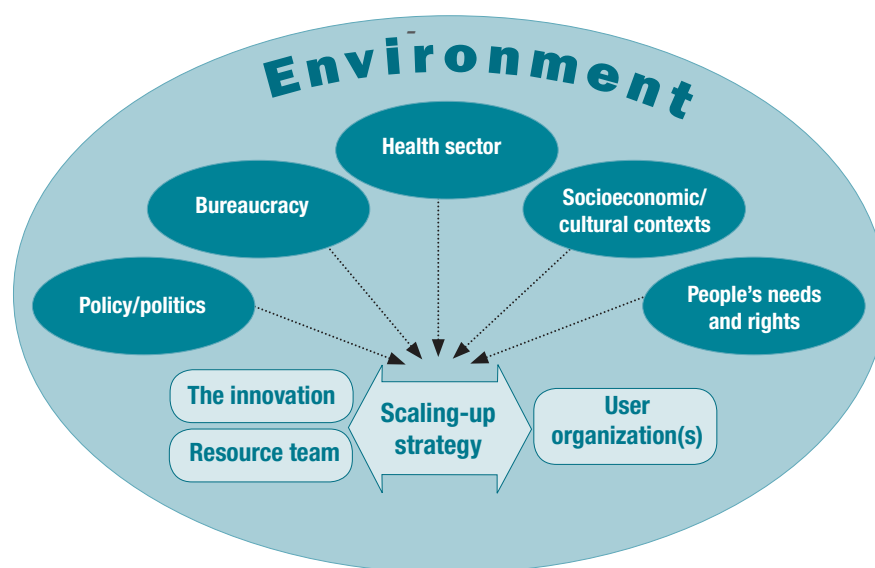 Environment
Health sector
Bureaucracy
Socioeconomic/
cultural contexts
Policy/politics
People's needs
and rights
The innovation
Resource team
Scaling-up
strategy
User
organization(s)